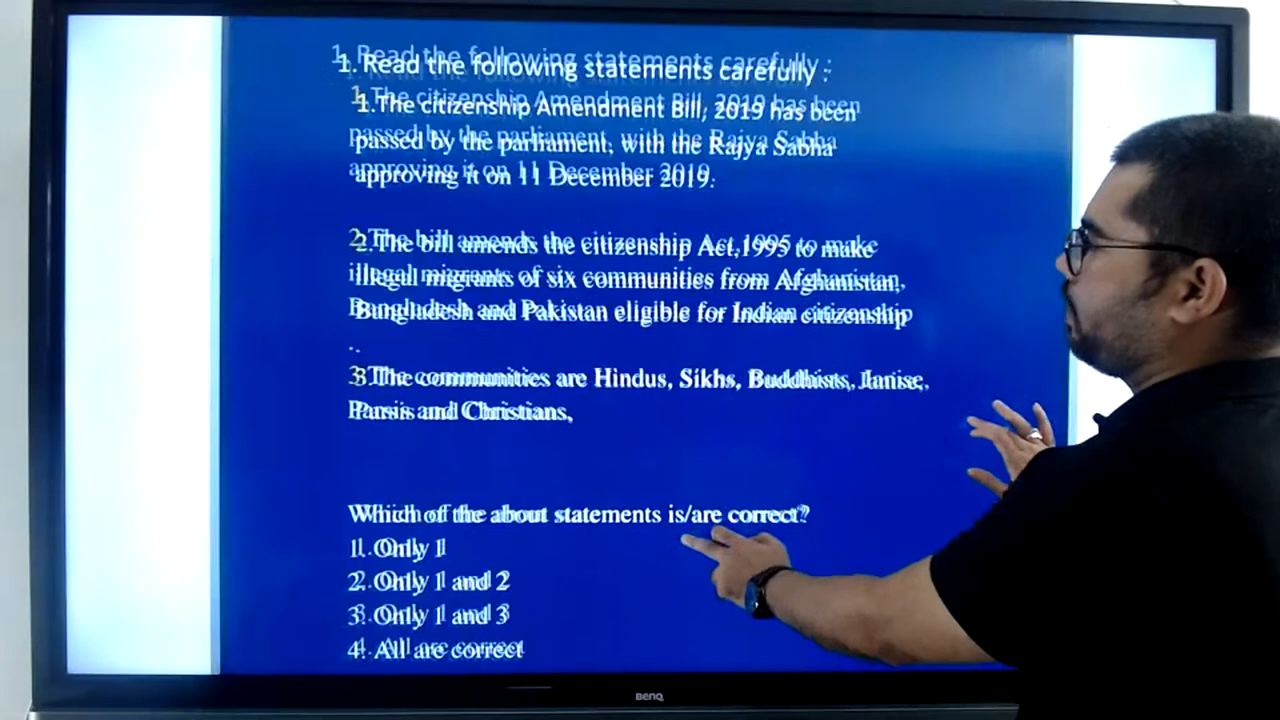 1. Read the following statements carefully :
1.The citizenship Amendment Bill, 2019 has been
passed by the parliament, with the Rajya Sabha
approving it on 11 December 2019.
2.The bill amends the citizenship Act,1995 to make
illegal migrants of six communities from Afghanistan,
Bungladesh and Pakistan eligible for Indian citizenship
.
3.The communities are Hindus, Sikhs, Buddhists, Janise,
Parsis and Christians,
Which of the about statements is/are correct?
1. Only 1
2. Only 1 and 2
3. Only 1 and 3
4. All are correct
BenQ